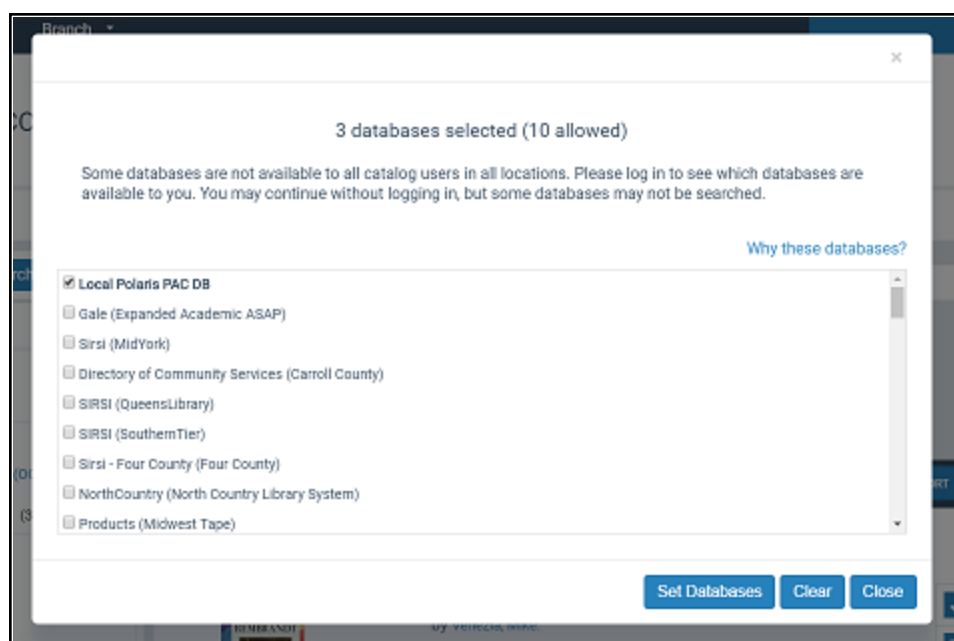 Branch
×
3 databases selected (10 allowed)
Some databases are not available to all catalog users in all locations. Please log in to see which databases are
available to you. You may continue without logging in, but some databases may not be searched.
Why these databases?
Local Polaris PAC DB
Gale (Expanded Academic ASAP)
Sirsi (MidYork)
Directory of Community Services (Carroll County)
SIRSI (QueensLibrary)
SIRSI (SouthernTier)
Sirsi - Four County (Four County)
NorthCountry (North Country Library System)
Products (Midwest Tape)
Set Databases Clear Close
REMBRANDT
by Venezia, Mike.